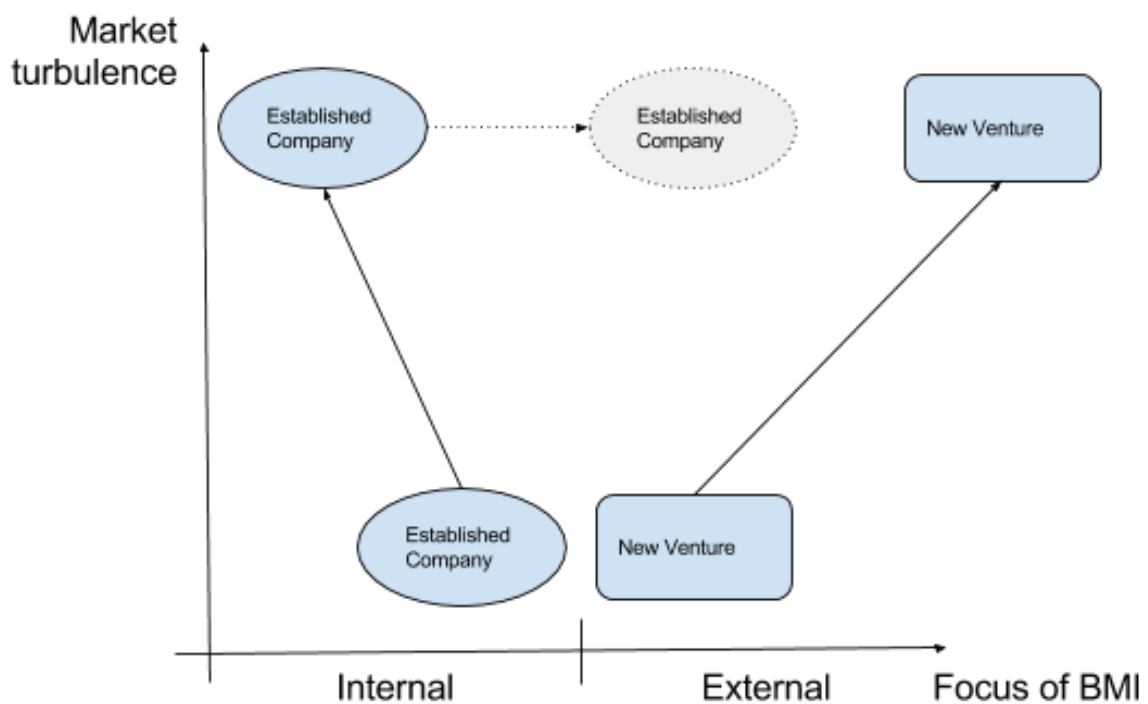 Market
turbulence
Established
Company
Established
Company
New Venture
Established
Company
New Venture
Internal
External
Focus of BMI